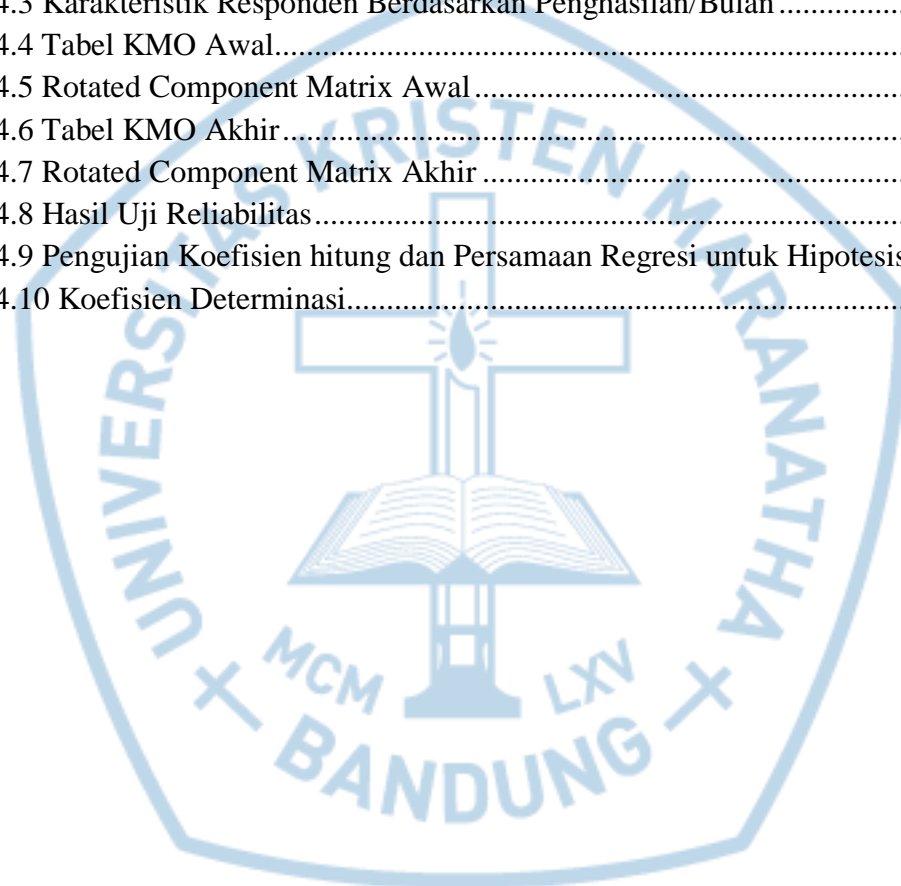 4.3 Karakteristik Responden Berdasarkan Penghasilan/Bulan....................
4.4 Tabel KMO Awal....................................................................................
4.5 Rotated Component Matrix Awal..........................................................
4.6 Tabel KMO Akhir..................................................................................
4.7 Rotated Component Matrix Akhir.........................................................
4.8 Hasil Uji Reliabilitas..............................................................................
4.9 Pengujian Koefisien hitung dan Persamaan Regresi untuk Hipotesis
4.10 Koefisien Determinasi..........................................................................
UNIVERSITAS KRISTEN MARANATHA
MCM LXV
BANDUNG